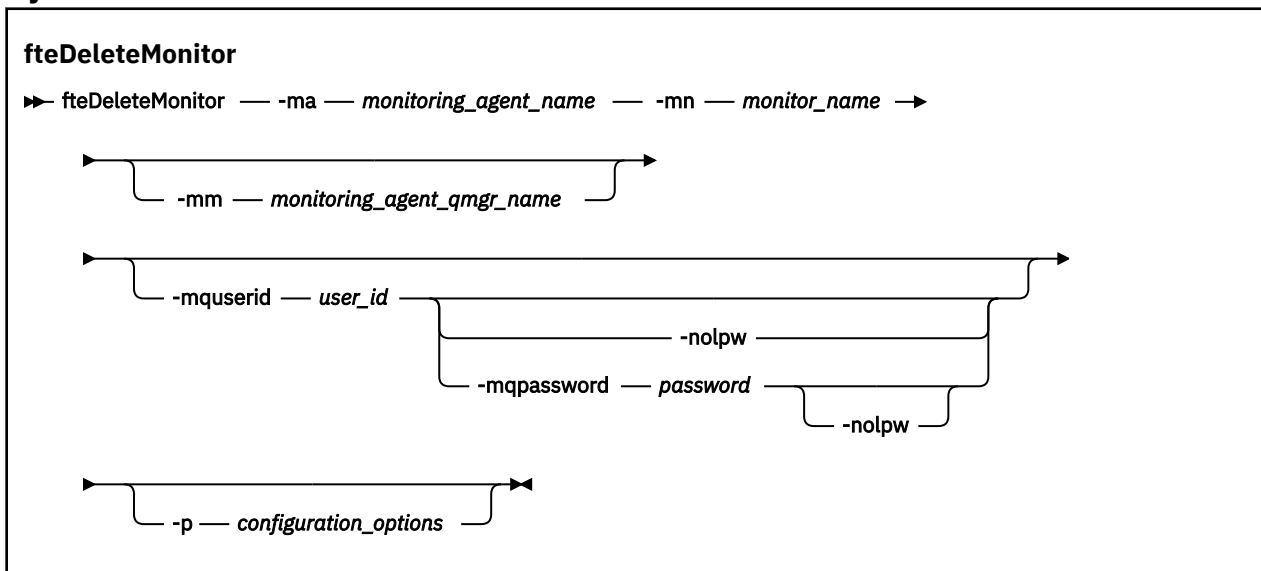 fteDeleteMonitor
fteDeleteMonitor -ma monitoring_agent_name -mn monitor_name
-mm monitoring_agent_qmgr_name
-mquserid user_id
-nolpw
-mqpassword password
-nolpw
-p configuration_options